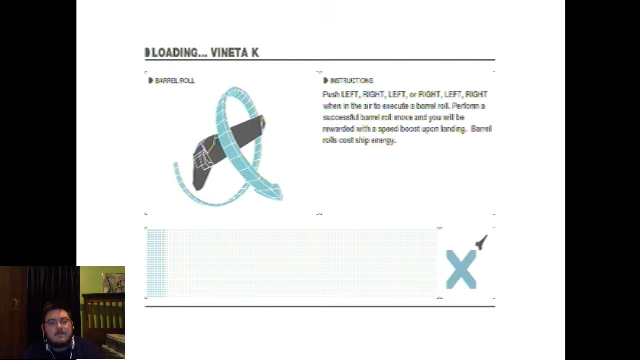 LOADING... VINETA K
BARREL ROLL
INSTRUCTIONS
Push LEFT, RIGHT, LEFT, or RIGHT, LEFT, RIGHT
when in the air to execute a barrel roll. Perform a
successful barrel roll move and you will be
rewarded with a speed boost upon landing. Barrel
rolls cost ship energy.
X